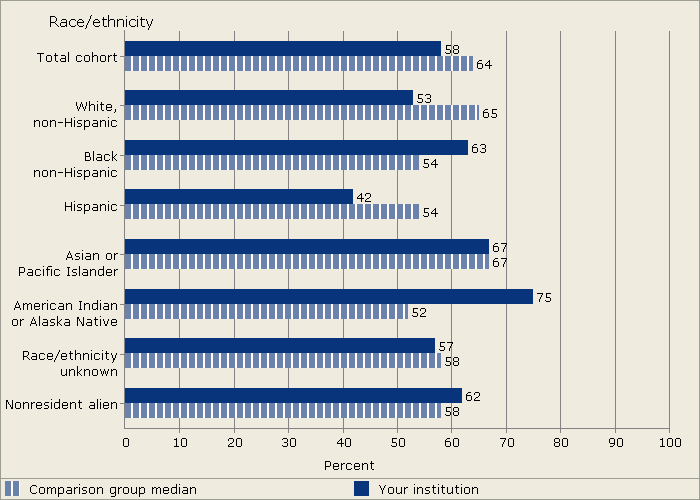 Race/ethnicity
Total cohort
58
64
White,
non-Hispanic
53
65
Black
non-Hispanic
63
54
Hispanic
42
54
Asian or
Pacific Islander
67
67
American Indian
or Alaska Native
75
52
Race/ethnicity
unknown
57
58
Nonresident alien
62
58
0 10 20 30 40 50 60 70 80 90 100
Percent
Comparison group median Your institution